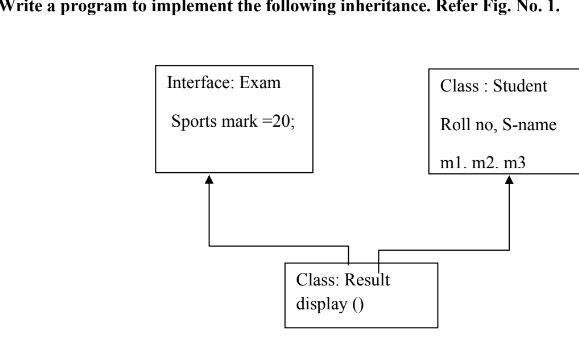 Write a program to implement the following inheritance. Refer Fig. No. 1.
Interface: Exam
Sports mark =20;
Class : Student
Roll no, S-name
m1. m2. m3
Class: Result
display ()